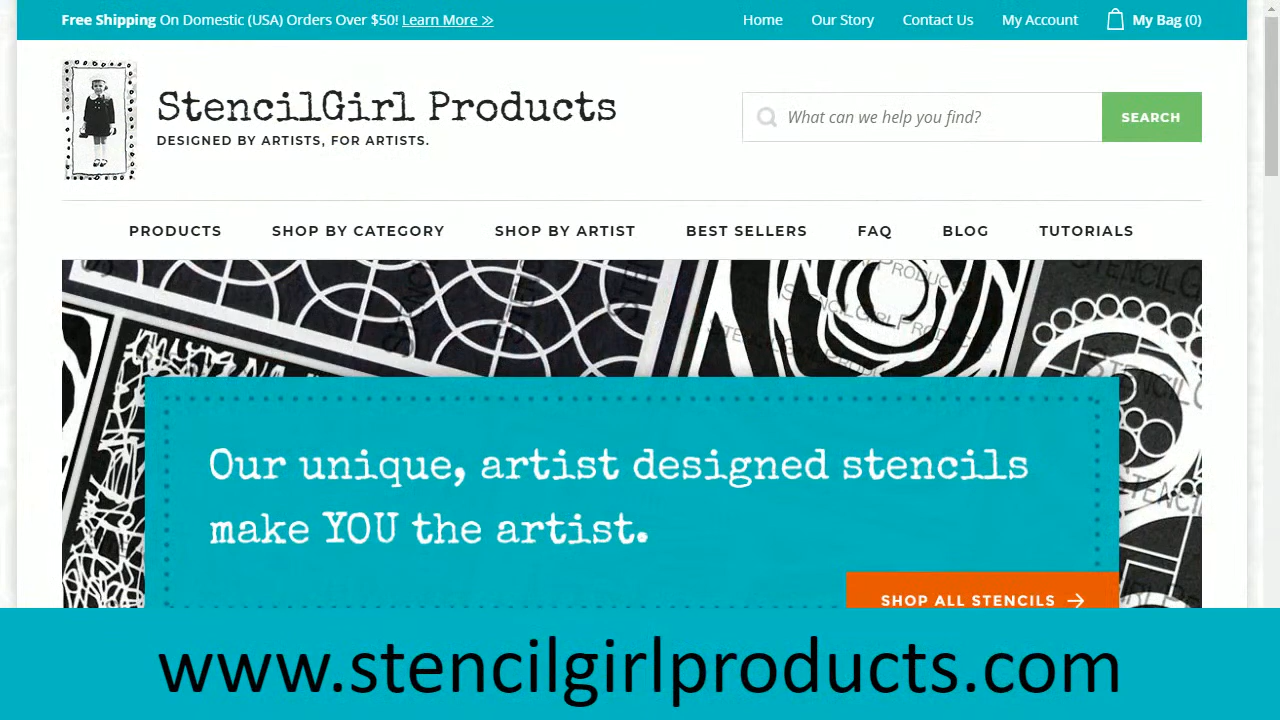 Free Shipping On Domestic (USA) Orders Over $50! Learn More >>
Home Our Story Contact Us My Account My Bag (0)
StencilGirl Products
DESIGNED BY ARTISTS, FOR ARTISTS.
What can we help you find?
SEARCH
PRODUCTS SHOP BY CATEGORY SHOP BY ARTIST BEST SELLERS FAQ BLOG TUTORIALS
Our unique, artist designed stencils
make YOU the artist.
SHOP ALL STENCILS →
www.stencilgirlproducts.com